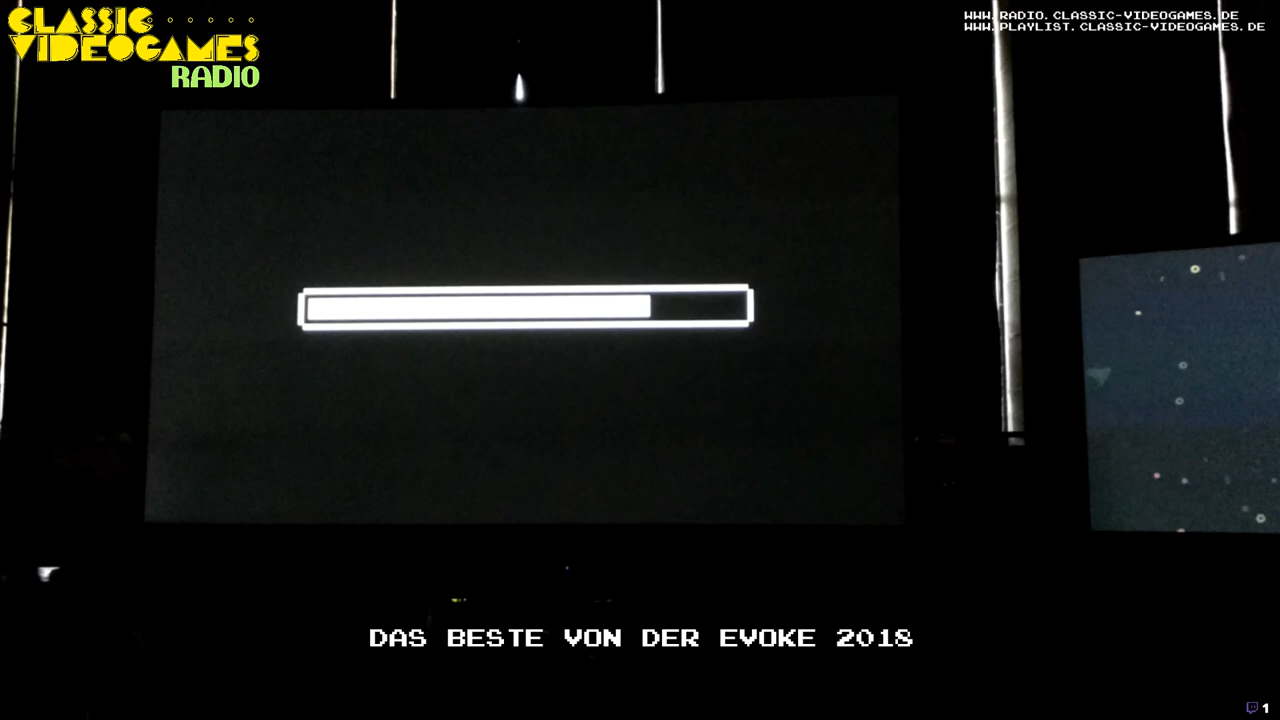 CLASSIC
VIDEOGAMES
RADIO
WWW.RADIO.CLASSIC-VIDEOGAMES.DE
WWW.PLAYLIST.CLASSIC-VIDEOGAMES.DE
DAS BESTE VON DER EVOKE 2018
1